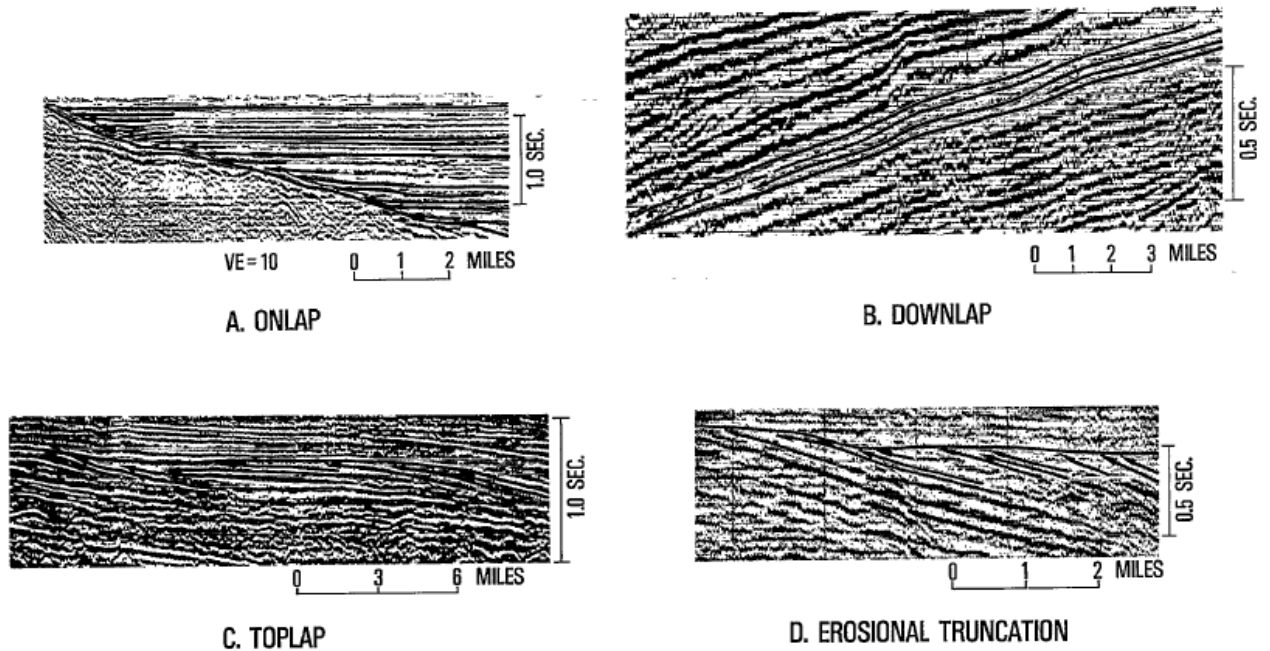 1.0 SEC.
VE=10
0 1 2 MILES
A. ONLAP
0.5 SEC.
0 1 2 3 MILES
B. DOWNLAP
1.0 SEC.
0 3 6 MILES
C. TOPLAP
0.5 SEC.
0 1 2 MILES
D. EROSIONAL TRUNCATION